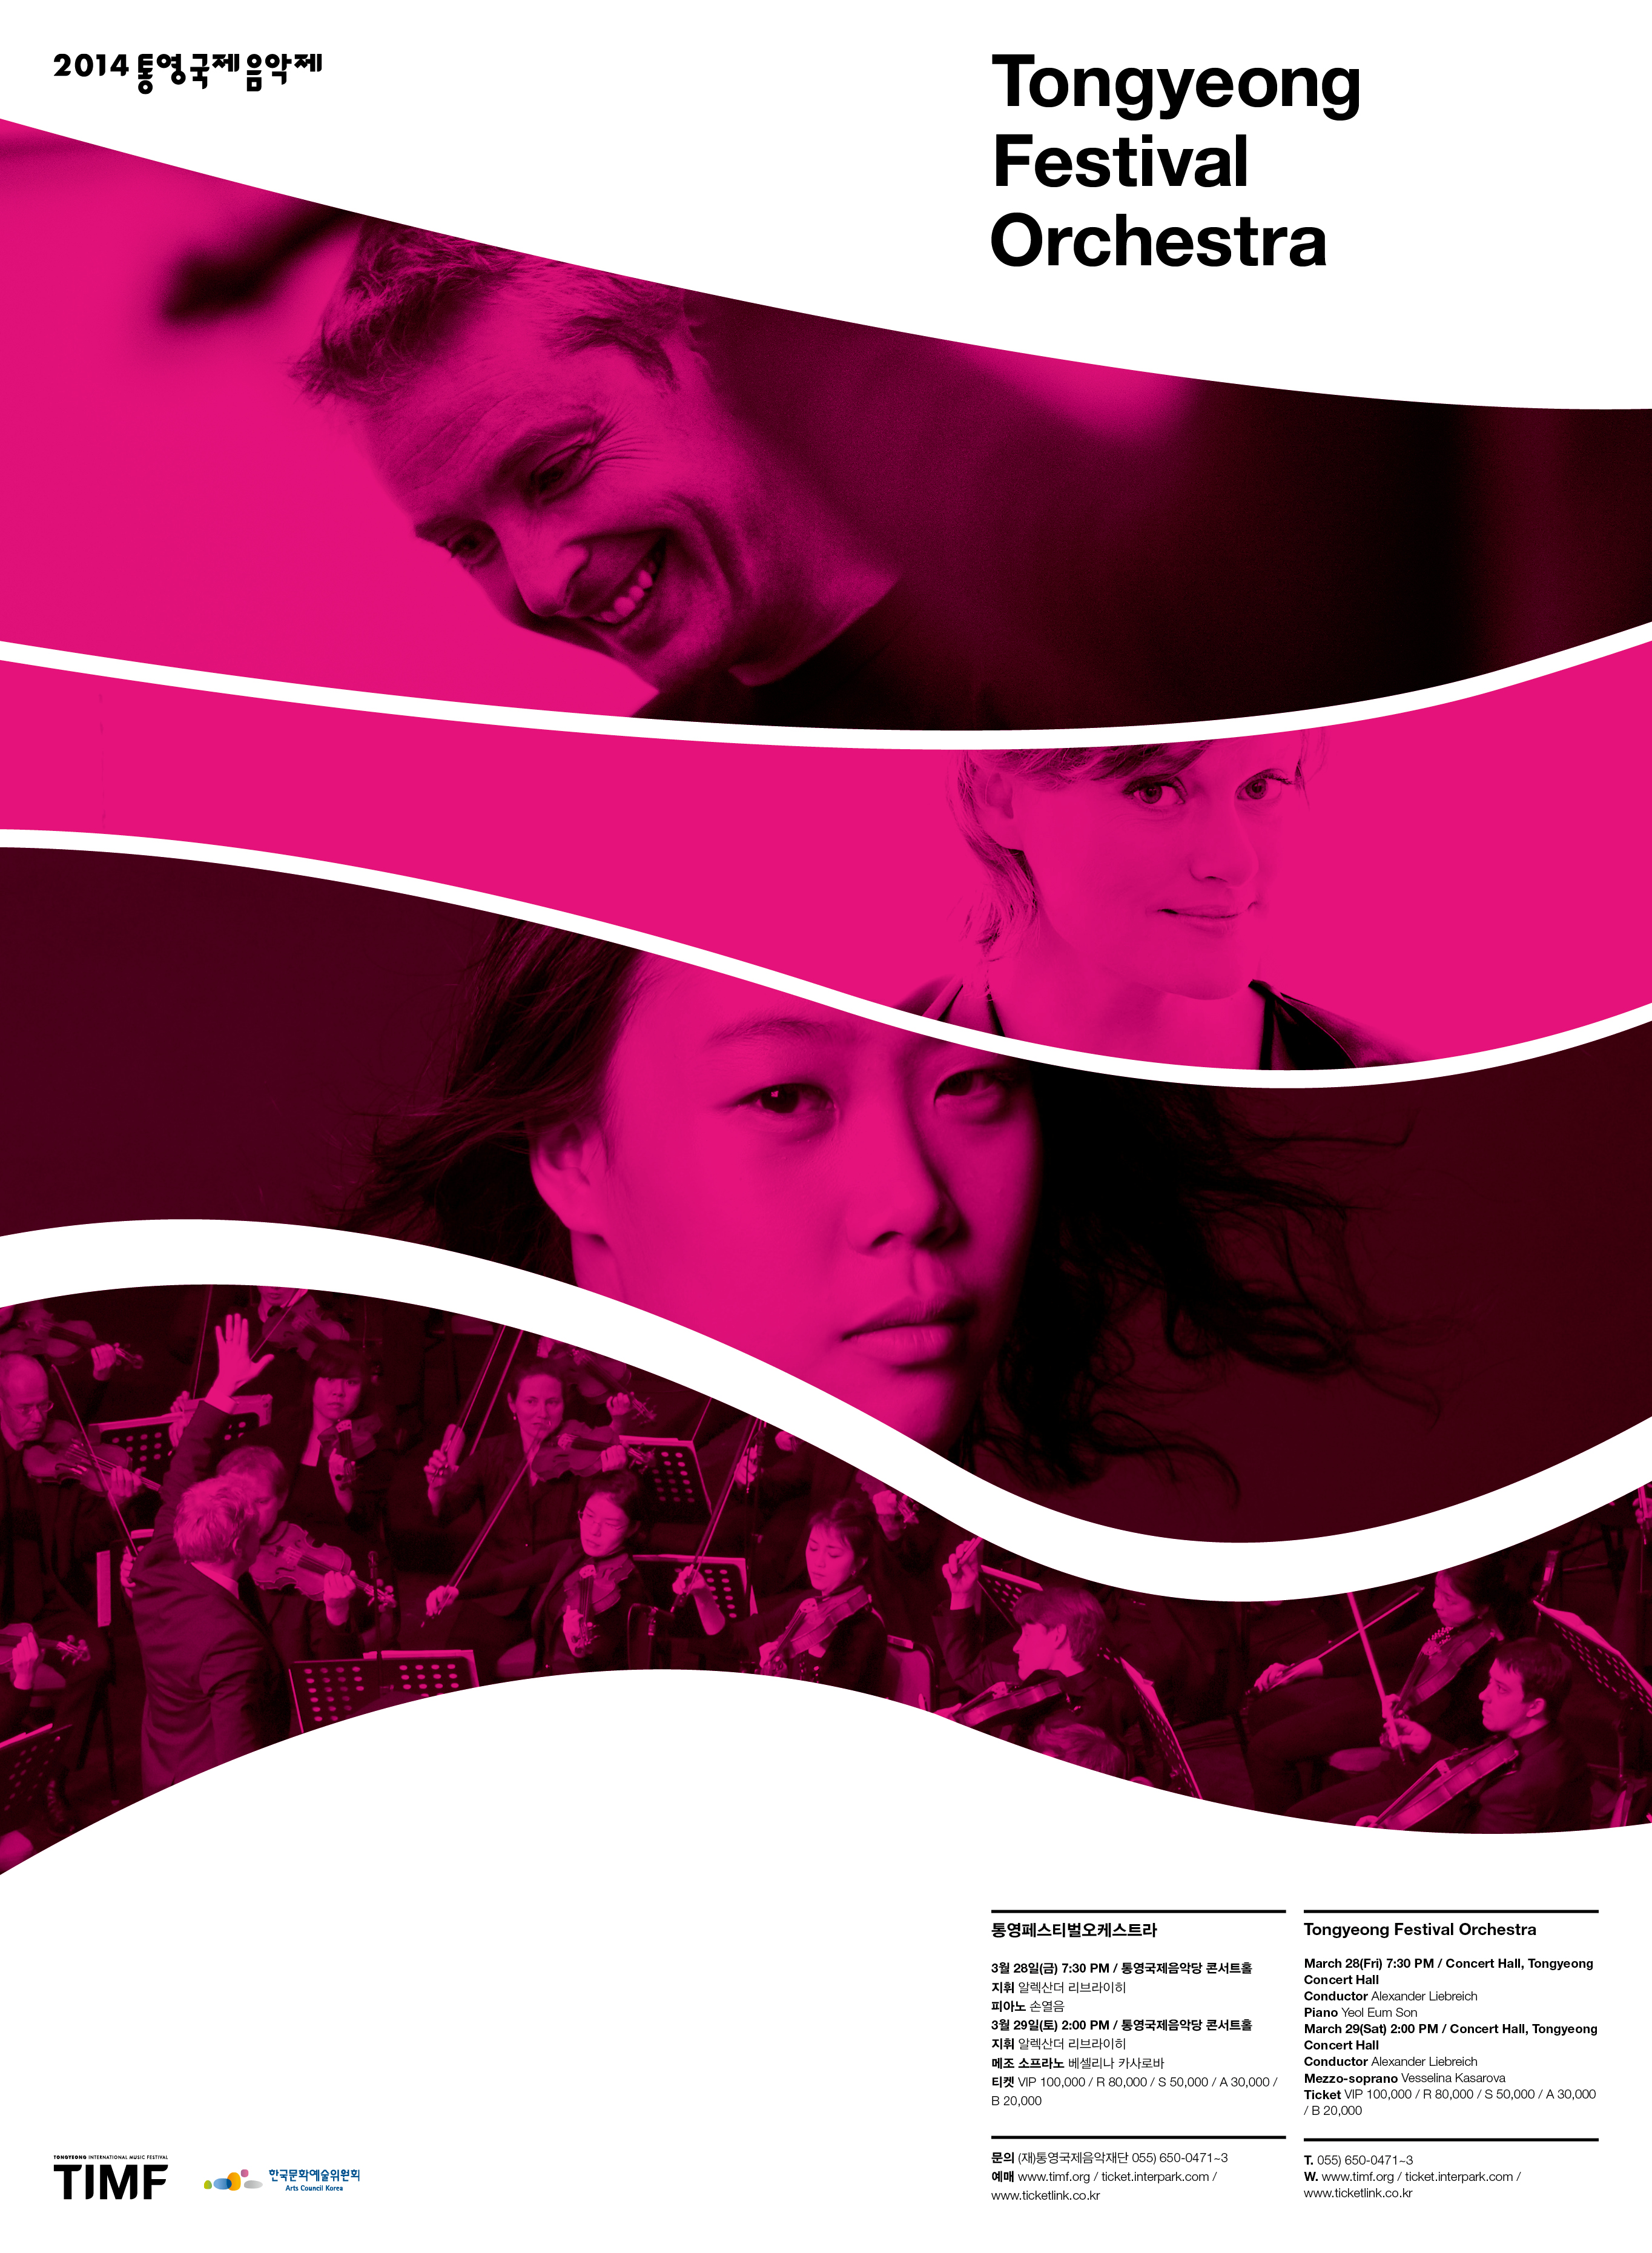 2014 통영국제음악제
Tongyeong
Festival
Orchestra
통영페스티벌오케스트라
3월 28일(금) 7:30 PM / 통영국제음악당 콘서트홀
지휘 알렉산더 리브라이히
피아노 손열음
3월 29일(토) 2:00 PM / 통영국제음악당 콘서트홀
지휘 알렉산더 리브라이히
메조 소프라노 베셀리나 카사로바
티켓 VIP 100,000 / R 80,000 / S 50,000 / A 30,000 /
B 20,000
문의 (재)통영국제음악재단 055) 650-0471~3
예매 www.timf.org / ticket.interpark.com /
www.ticketlink.co.kr
Tongyeong Festival Orchestra
March 28(Fri) 7:30 PM / Concert Hall, Tongyeong
Concert Hall
Conductor Alexander Liebreich
Piano Yeol Eum Son
March 29(Sat) 2:00 PM / Concert Hall, Tongyeong
Concert Hall
Conductor Alexander Liebreich
Mezzo-soprano Vesselina Kasarova
Ticket VIP 100,000 / R 80,000 / S 50,000 / A 30,000
/ B 20,000
T. 055) 650-0471~3
W. www.timf.org / ticket.interpark.com /
www.ticketlink.co.kr
TONGYEONG INTERNATIONAL MUSIC FESTIVAL
TIMF
한국문화예술위원회
Arts Council Korea